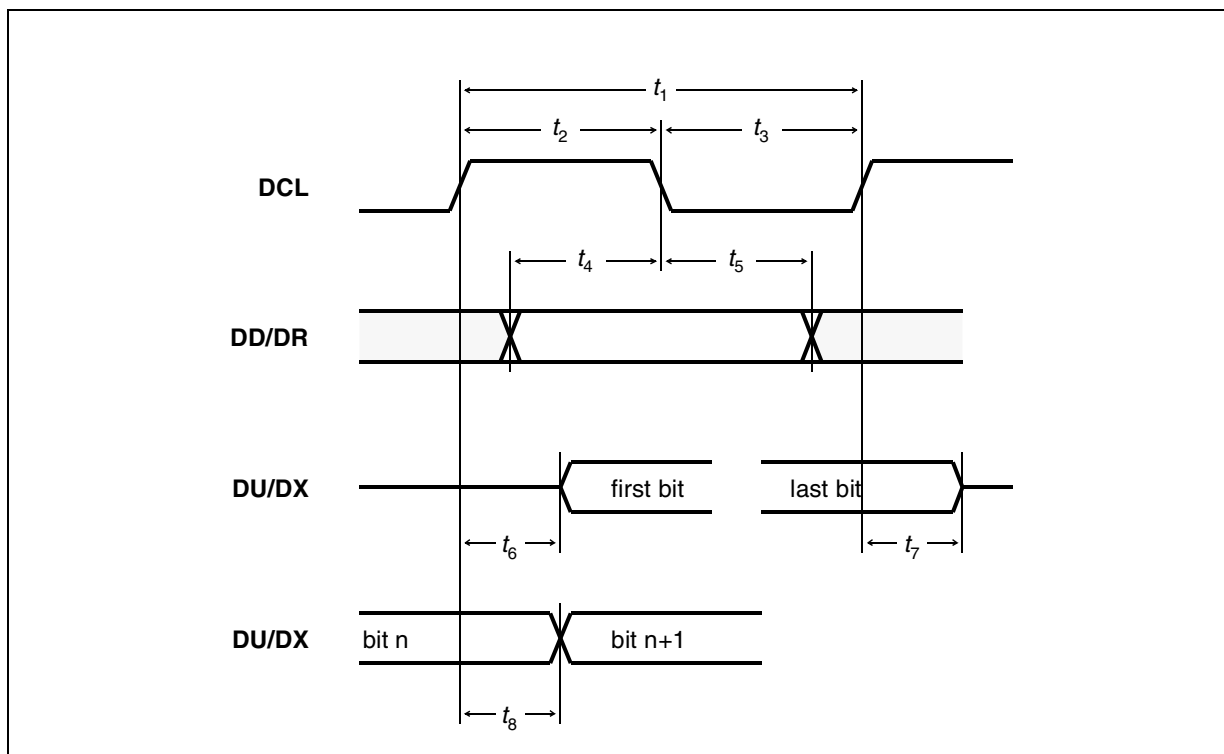 t1
t2 t3
DCL
t4 t5
DD/DR
DU/DX first bit last bit
t6 t7
DU/DX bit n bit n+1
t8